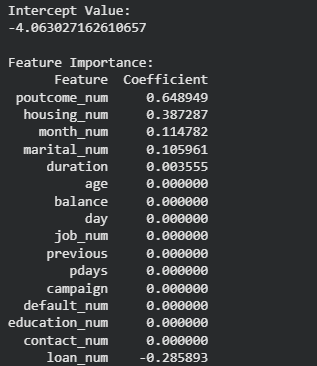 Intercept Value:
-4.063027162610657
Feature Importance:
Feature Coefficient
poutcome_num 0.648949
housing_num 0.387287
month_num 0.114782
marital_num 0.105961
duration 0.003555
age 0.000000
balance 0.000000
day 0.000000
job_num 0.000000
previous 0.000000
pdays 0.000000
campaign 0.000000
default_num 0.000000
education_num 0.000000
contact_num 0.000000
loan_num -0.285893